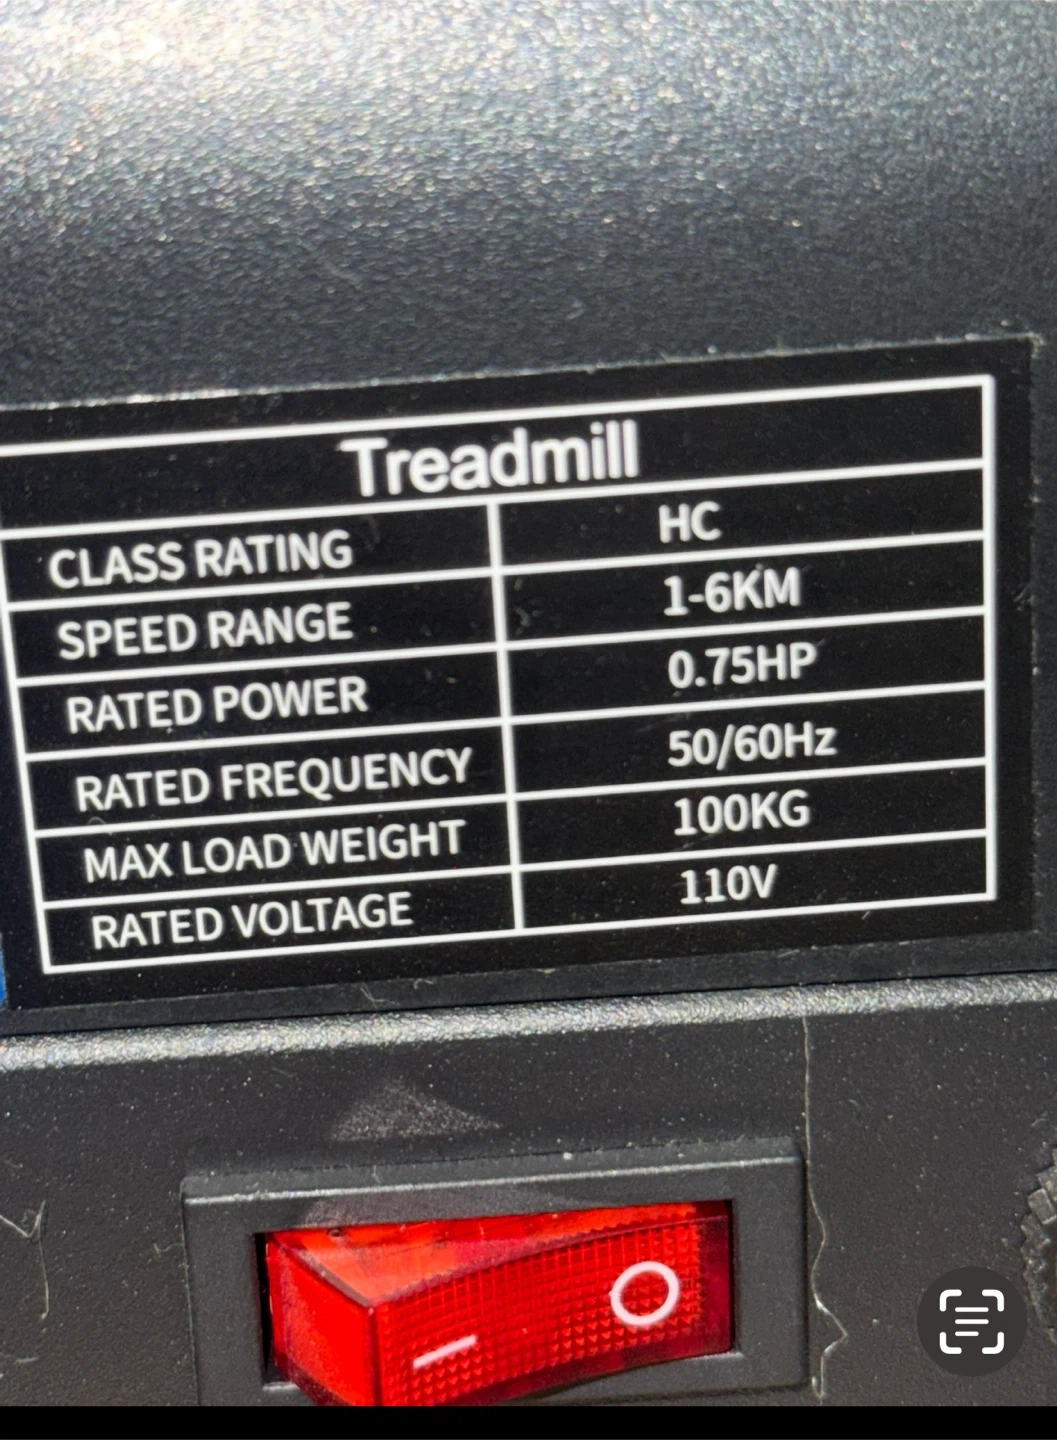 Treadmill
CLASS RATING HC
SPEED RANGE 1-6KM
RATED POWER 0.75HP
RATED FREQUENCY 50/60Hz
MAX LOAD WEIGHT 100KG
RATED VOLTAGE 110V